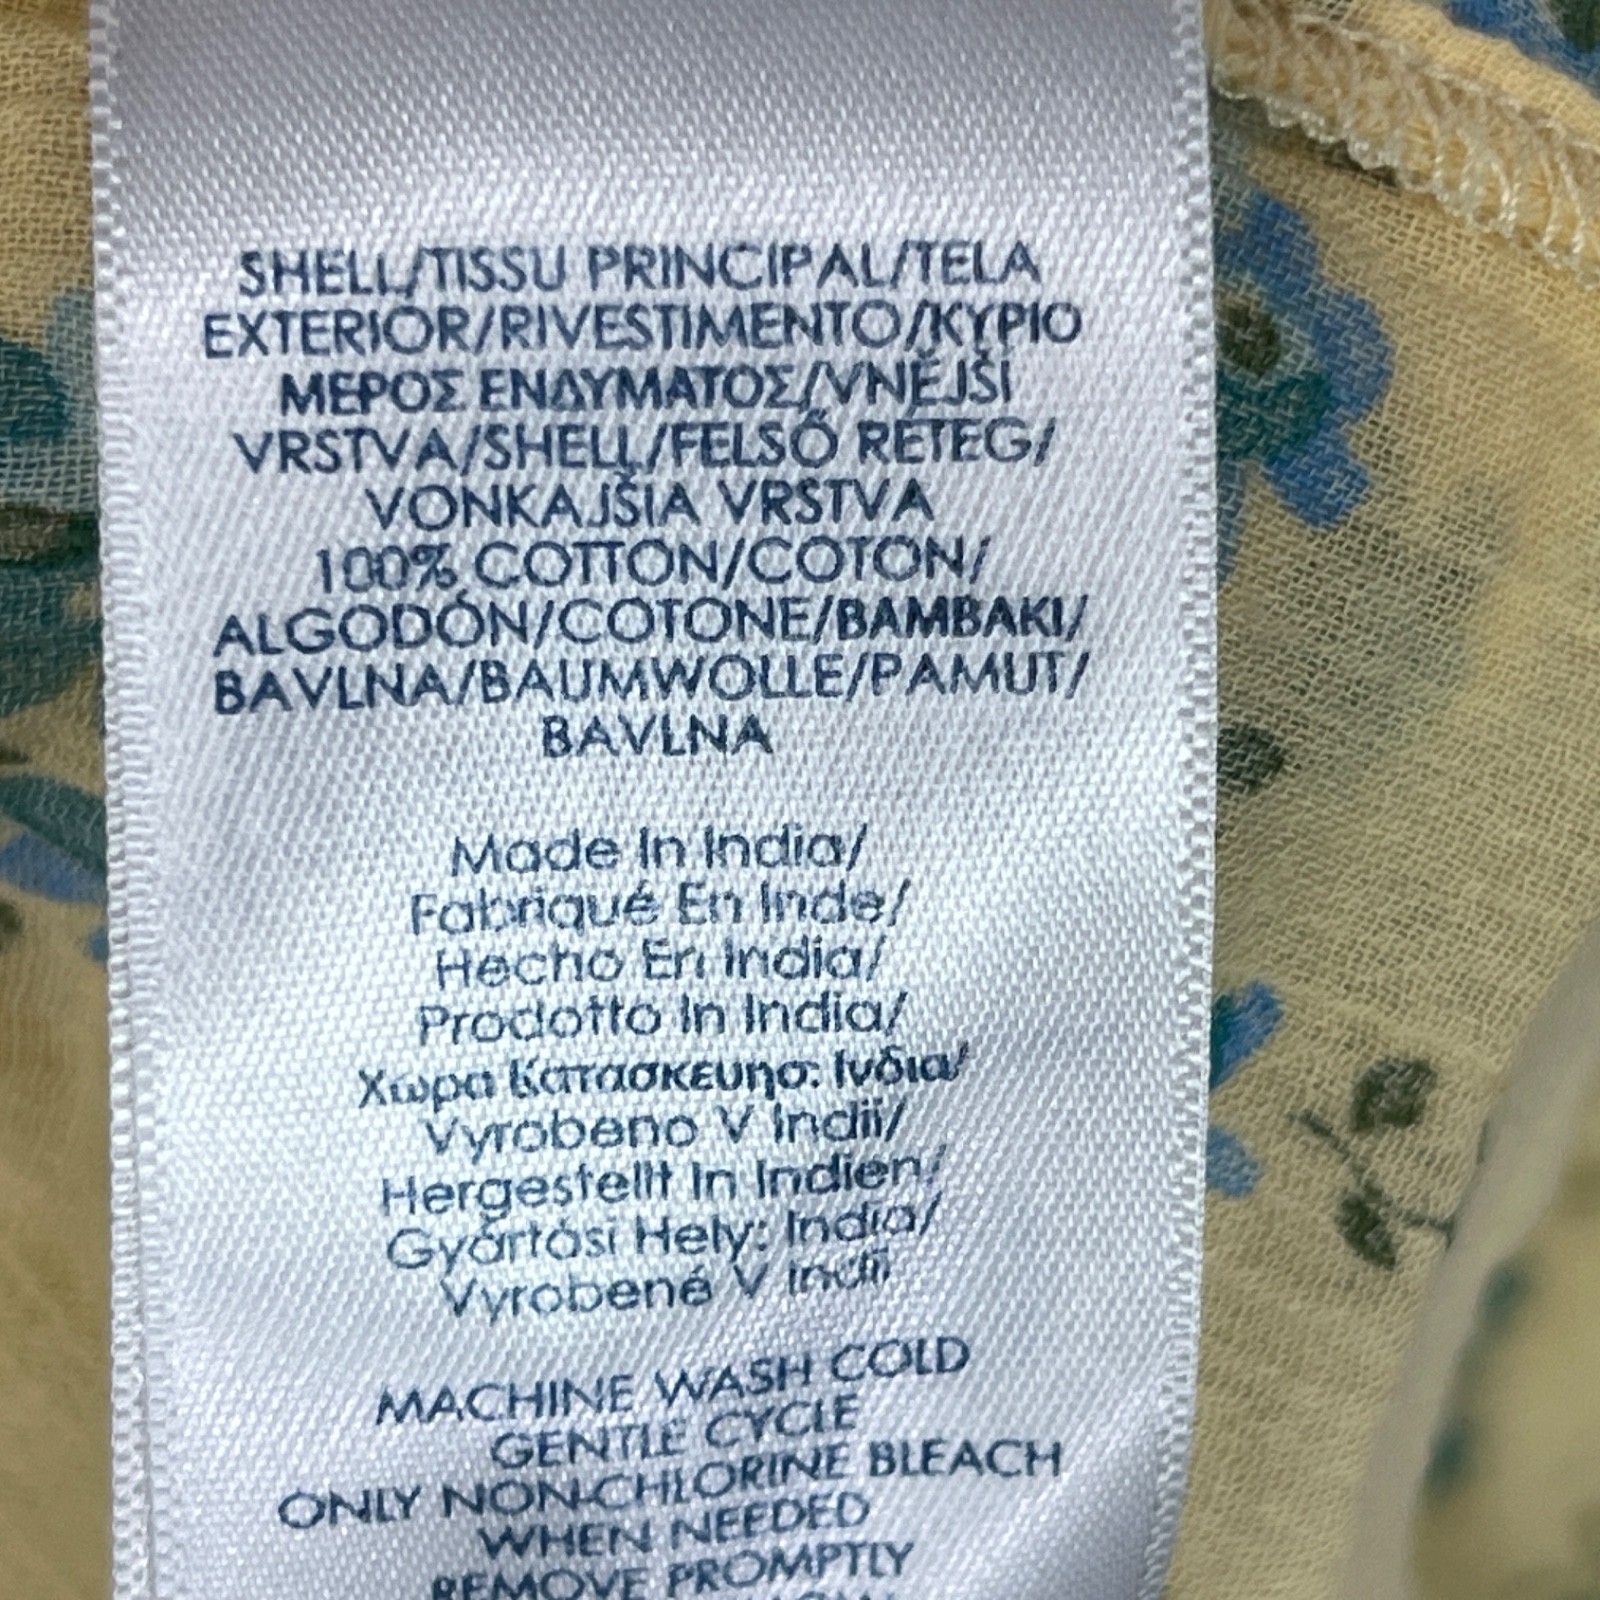 SHELL/TISSU PRINCIPAL/TELA
EXTERIOR/RIVESTIMENTO/ΚΥΡΙΟ
ΜΕΡΟΣ ΕΝΔΥΜΑΤΟΣ/VNĚJŠÍ
VRSTVA/SHELL/FELSŐ RÉTEG/
VONKAJŠIA VRSTVA
100% COTTON/COTON/
ALGODÓN/COTONE/ΒΑΜΒΑΚΙ/
BAVLNA/BAUMWOLLE/PAMUT/
BAVLNA
Made In India/
Fabriqué En Inde/
Hecho En India/
Prodotto In India/
Χωρα Κατασκευησ: Ινδια/
Vyrobeno V Indii/
Hergestellt In Indien/
Gyártási Hely: India/
Vyrobené V Indii
MACHINE WASH COLD
GENTLE CYCLE
ONLY NON-CHLORINE BLEACH
WHEN NEEDED
REMOVE PROMPTLY